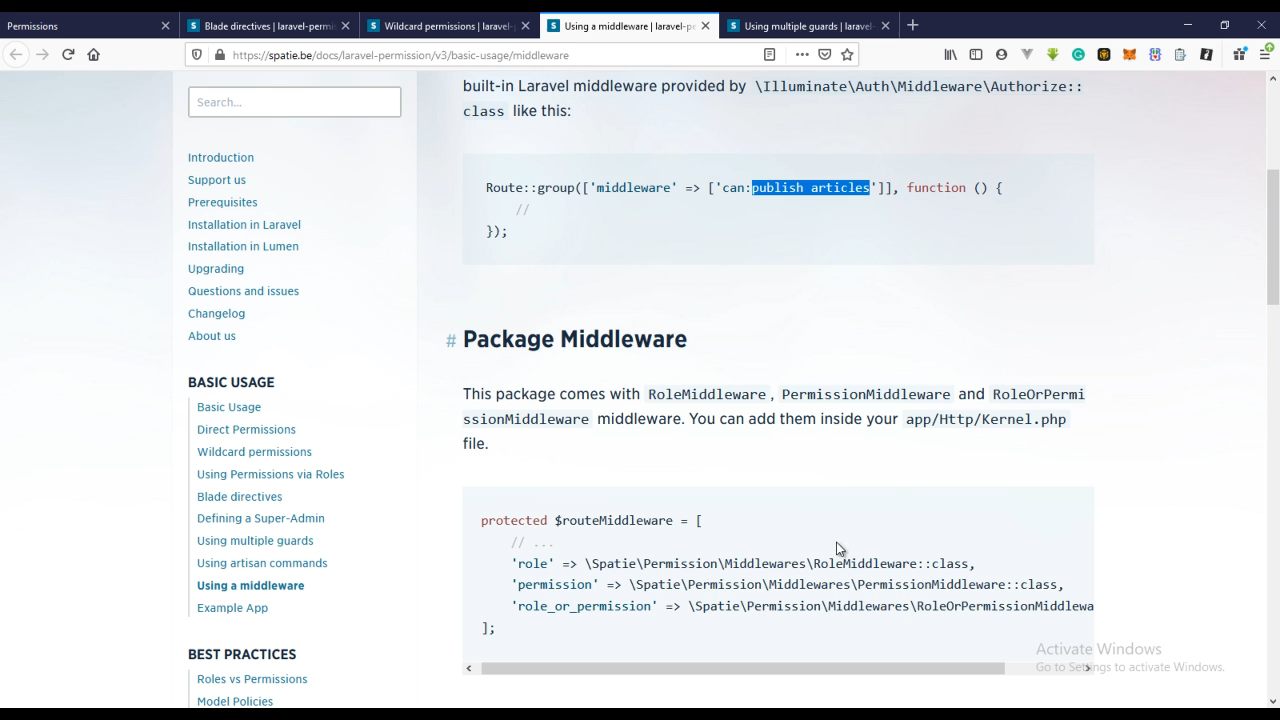 Permissions
Blade directives | laravel-permis
Wildcard permissions | laravel-
Using a middleware | laravel-pe
Using multiple guards | laravel-
https://spatie.be/docs/laravel-permission/v3/basic-usage/middleware
Search...
Introduction
Support us
Prerequisites
Installation in Laravel
Installation in Lumen
Upgrading
Questions and issues
Changelog
About us
BASIC USAGE
Basic Usage
Direct Permissions
Wildcard permissions
Using Permissions via Roles
Blade directives
Defining a Super-Admin
Using multiple guards
Using artisan commands
Using a middleware
Example App
BEST PRACTICES
Roles vs Permissions
Model Policies
built-in Laravel middleware provided by \Illuminate\Auth\Middleware\Authorize::
class like this:
Route::group(['middleware' => ['can:publish articles']], function () {
//
});
# Package Middleware
This package comes with RoleMiddleware, PermissionMiddleware and RoleOrPermi
ssionMiddleware middleware. You can add them inside your app/Http/Kernel.php
file.
protected $routeMiddleware = [
// ...
'role' => \Spatie\Permission\Middlewares\RoleMiddleware::class,
'permission' => \Spatie\Permission\Middlewares\PermissionMiddleware::class,
'role_or_permission' => \Spatie\Permission\Middlewares\RoleOrPermissionMiddlewa
];
Activate Windows
Go to Settings to activate Windows.